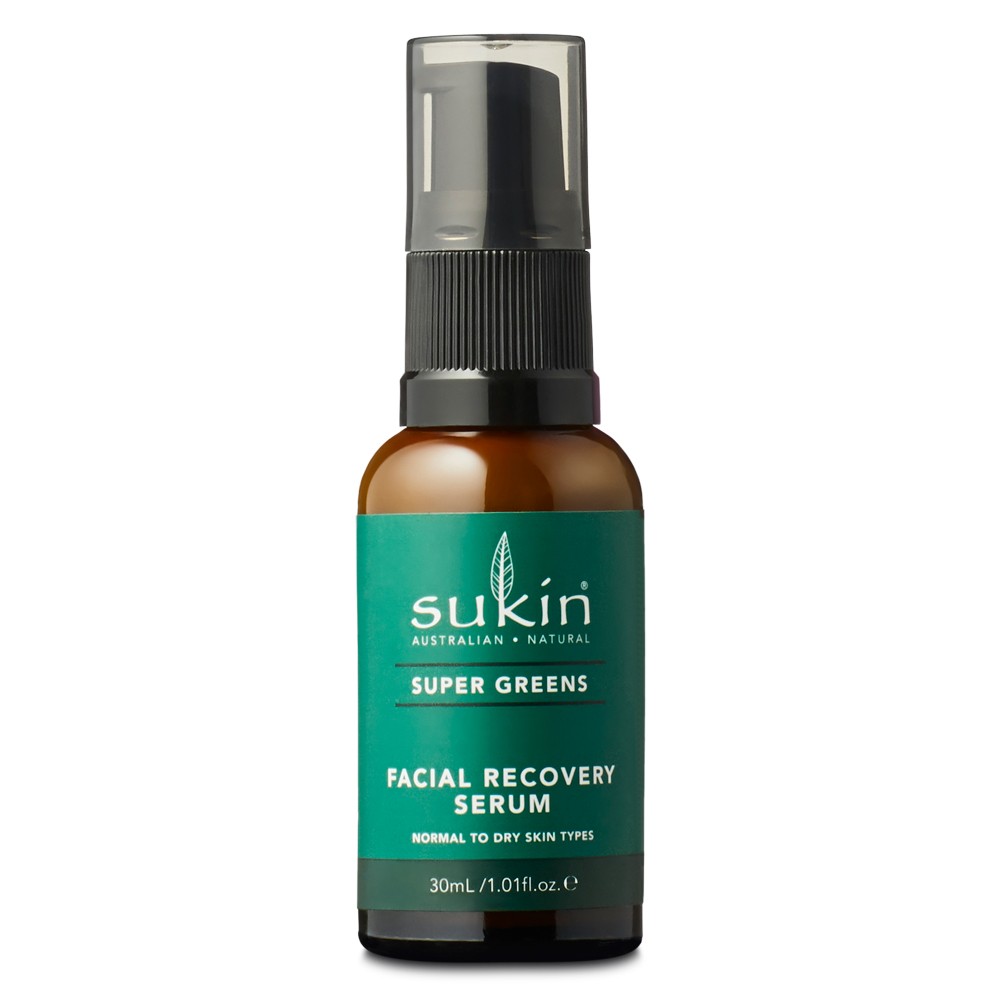 sukin®
AUSTRALIAN • NATURAL
SUPER GREENS
FACIAL RECOVERY
SERUM
NORMAL TO DRY SKIN TYPES
30mL /1.01fl.oz. ℮